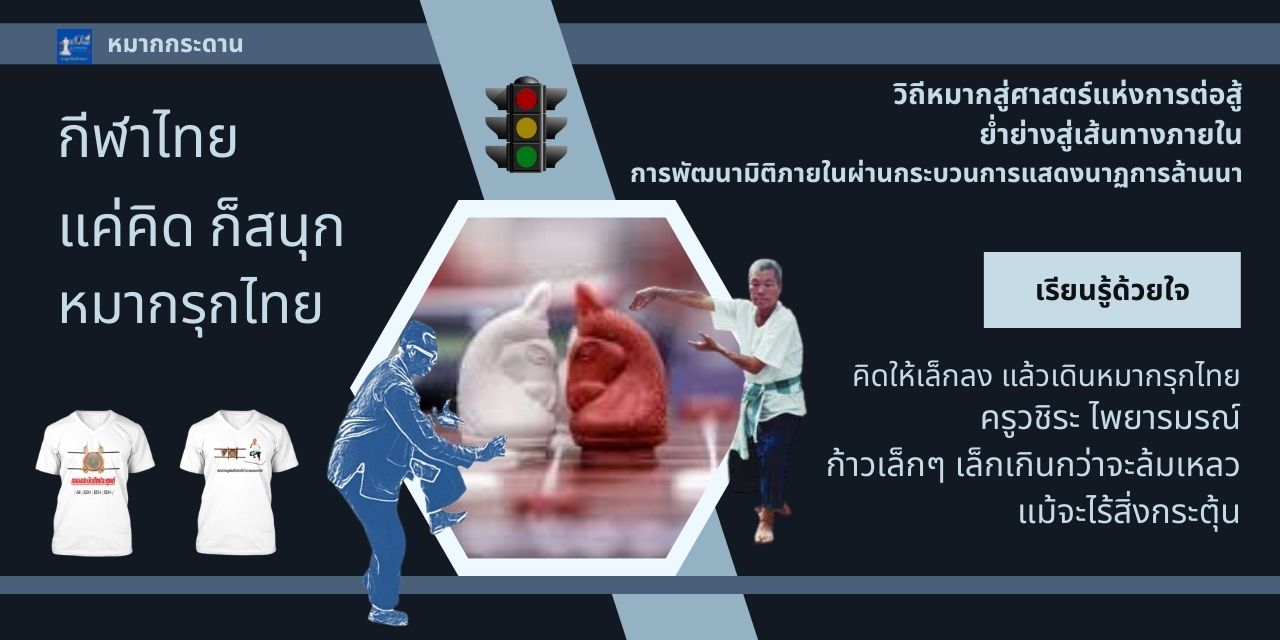 หมากกระดาน
กีฬาไทย
แค่คิด ก็สนุก
หมากรุกไทย
วิถีหมากสู่ศาสตร์แห่งการต่อสู้
ย่ำย่างสู่เส้นทางภายใน
การพัฒนามิติภายในผ่านกระบวนการแสดงนาฏการล้านนา
เรียนรู้ด้วยใจ
คิดให้เล็กลง แล้วเดินหมากรุกไทย
ครูวชิระ ไพยารมรณ์
ก้าวเล็กๆ เล็กเกินกว่าจะล้มเหลว
แม้จะไร้สิ่งกระตุ้น